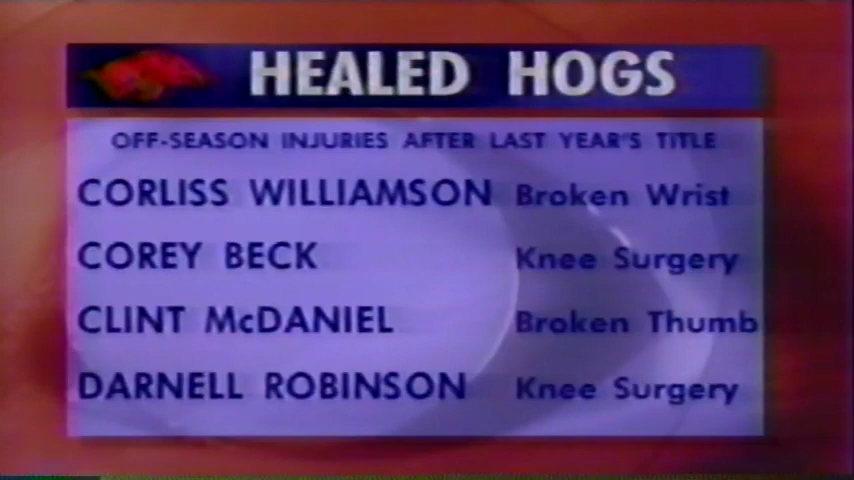 HEALED HOGS
OFF-SEASON INJURIES AFTER LAST YEAR'S TITLE
CORLISS WILLIAMSON Broken Wrist
COREY BECK Knee Surgery
CLINT McDANIEL Broken Thumb
DARNELL ROBINSON Knee Surgery